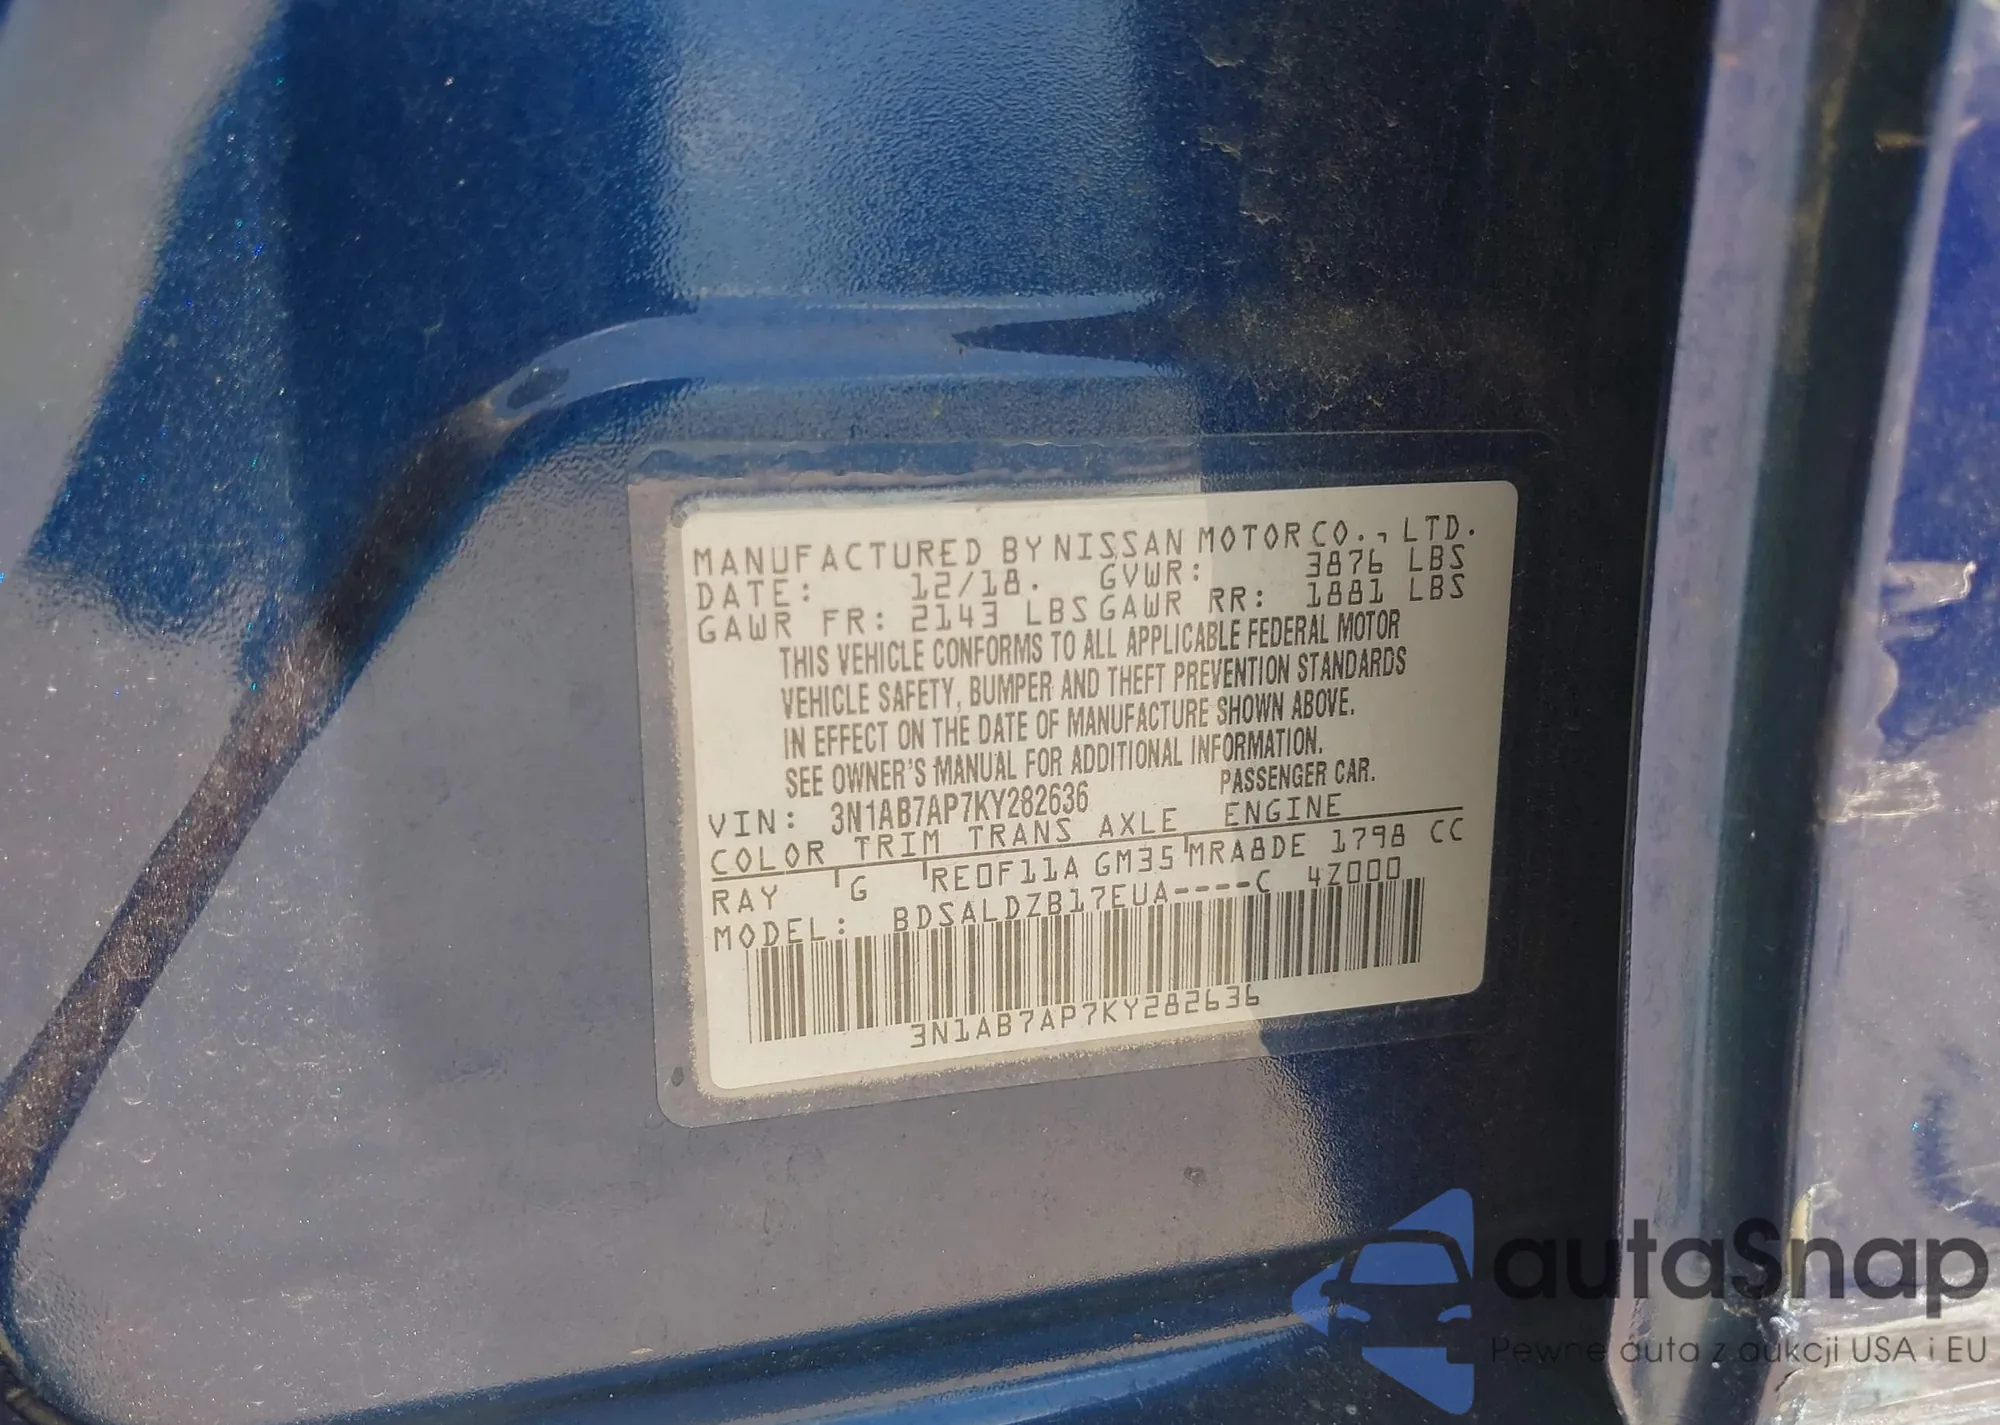 MANUFACTURED BY NISSAN MOTOR CO., LTD.
DATE: 12/18. GVWR: 3876 LBS
GAWR FR: 2143 LBS GAWR RR: 1881 LBS
THIS VEHICLE CONFORMS TO ALL APPLICABLE FEDERAL MOTOR
VEHICLE SAFETY, BUMPER AND THEFT PREVENTION STANDARDS
IN EFFECT ON THE DATE OF MANUFACTURE SHOWN ABOVE.
SEE OWNER'S MANUAL FOR ADDITIONAL INFORMATION.
VIN: 3N1AB7AP7KY282636 PASSENGER CAR.
COLOR TRIM TRANS AXLE ENGINE
RAY G RE0F11A GM35 MRA8DE 1798 CC
MODEL: BDSALDZB17EUA----C 4Z000
3N1AB7AP7KY282636
autaSnap
Pewne auta z aukcji USA i EU